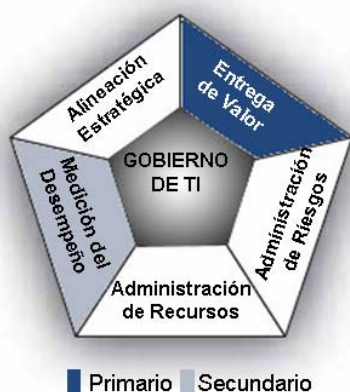 Alineación
Estratégica
Entrega
de Valor
GOBIERNO
DE TI
Medición del
Desempeño
Administración
de Riesgos
Administración
de Recursos
Primario
Secundario